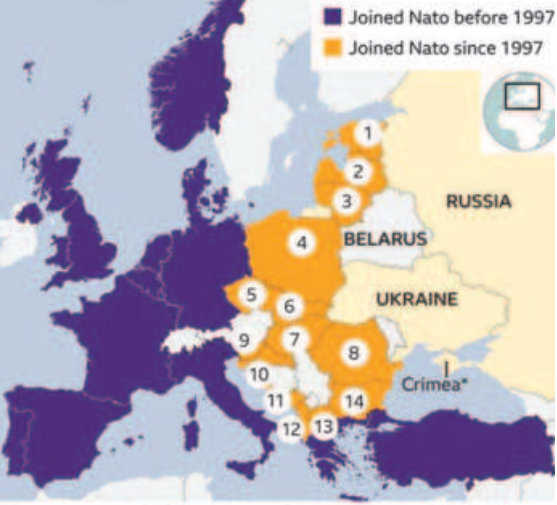 Joined Nato before 1997
Joined Nato since 1997
1
2
3
RUSSIA
4
BELARUS
5
6
UKRAINE
7
9
8
10
Crimea*
11
14
12
13